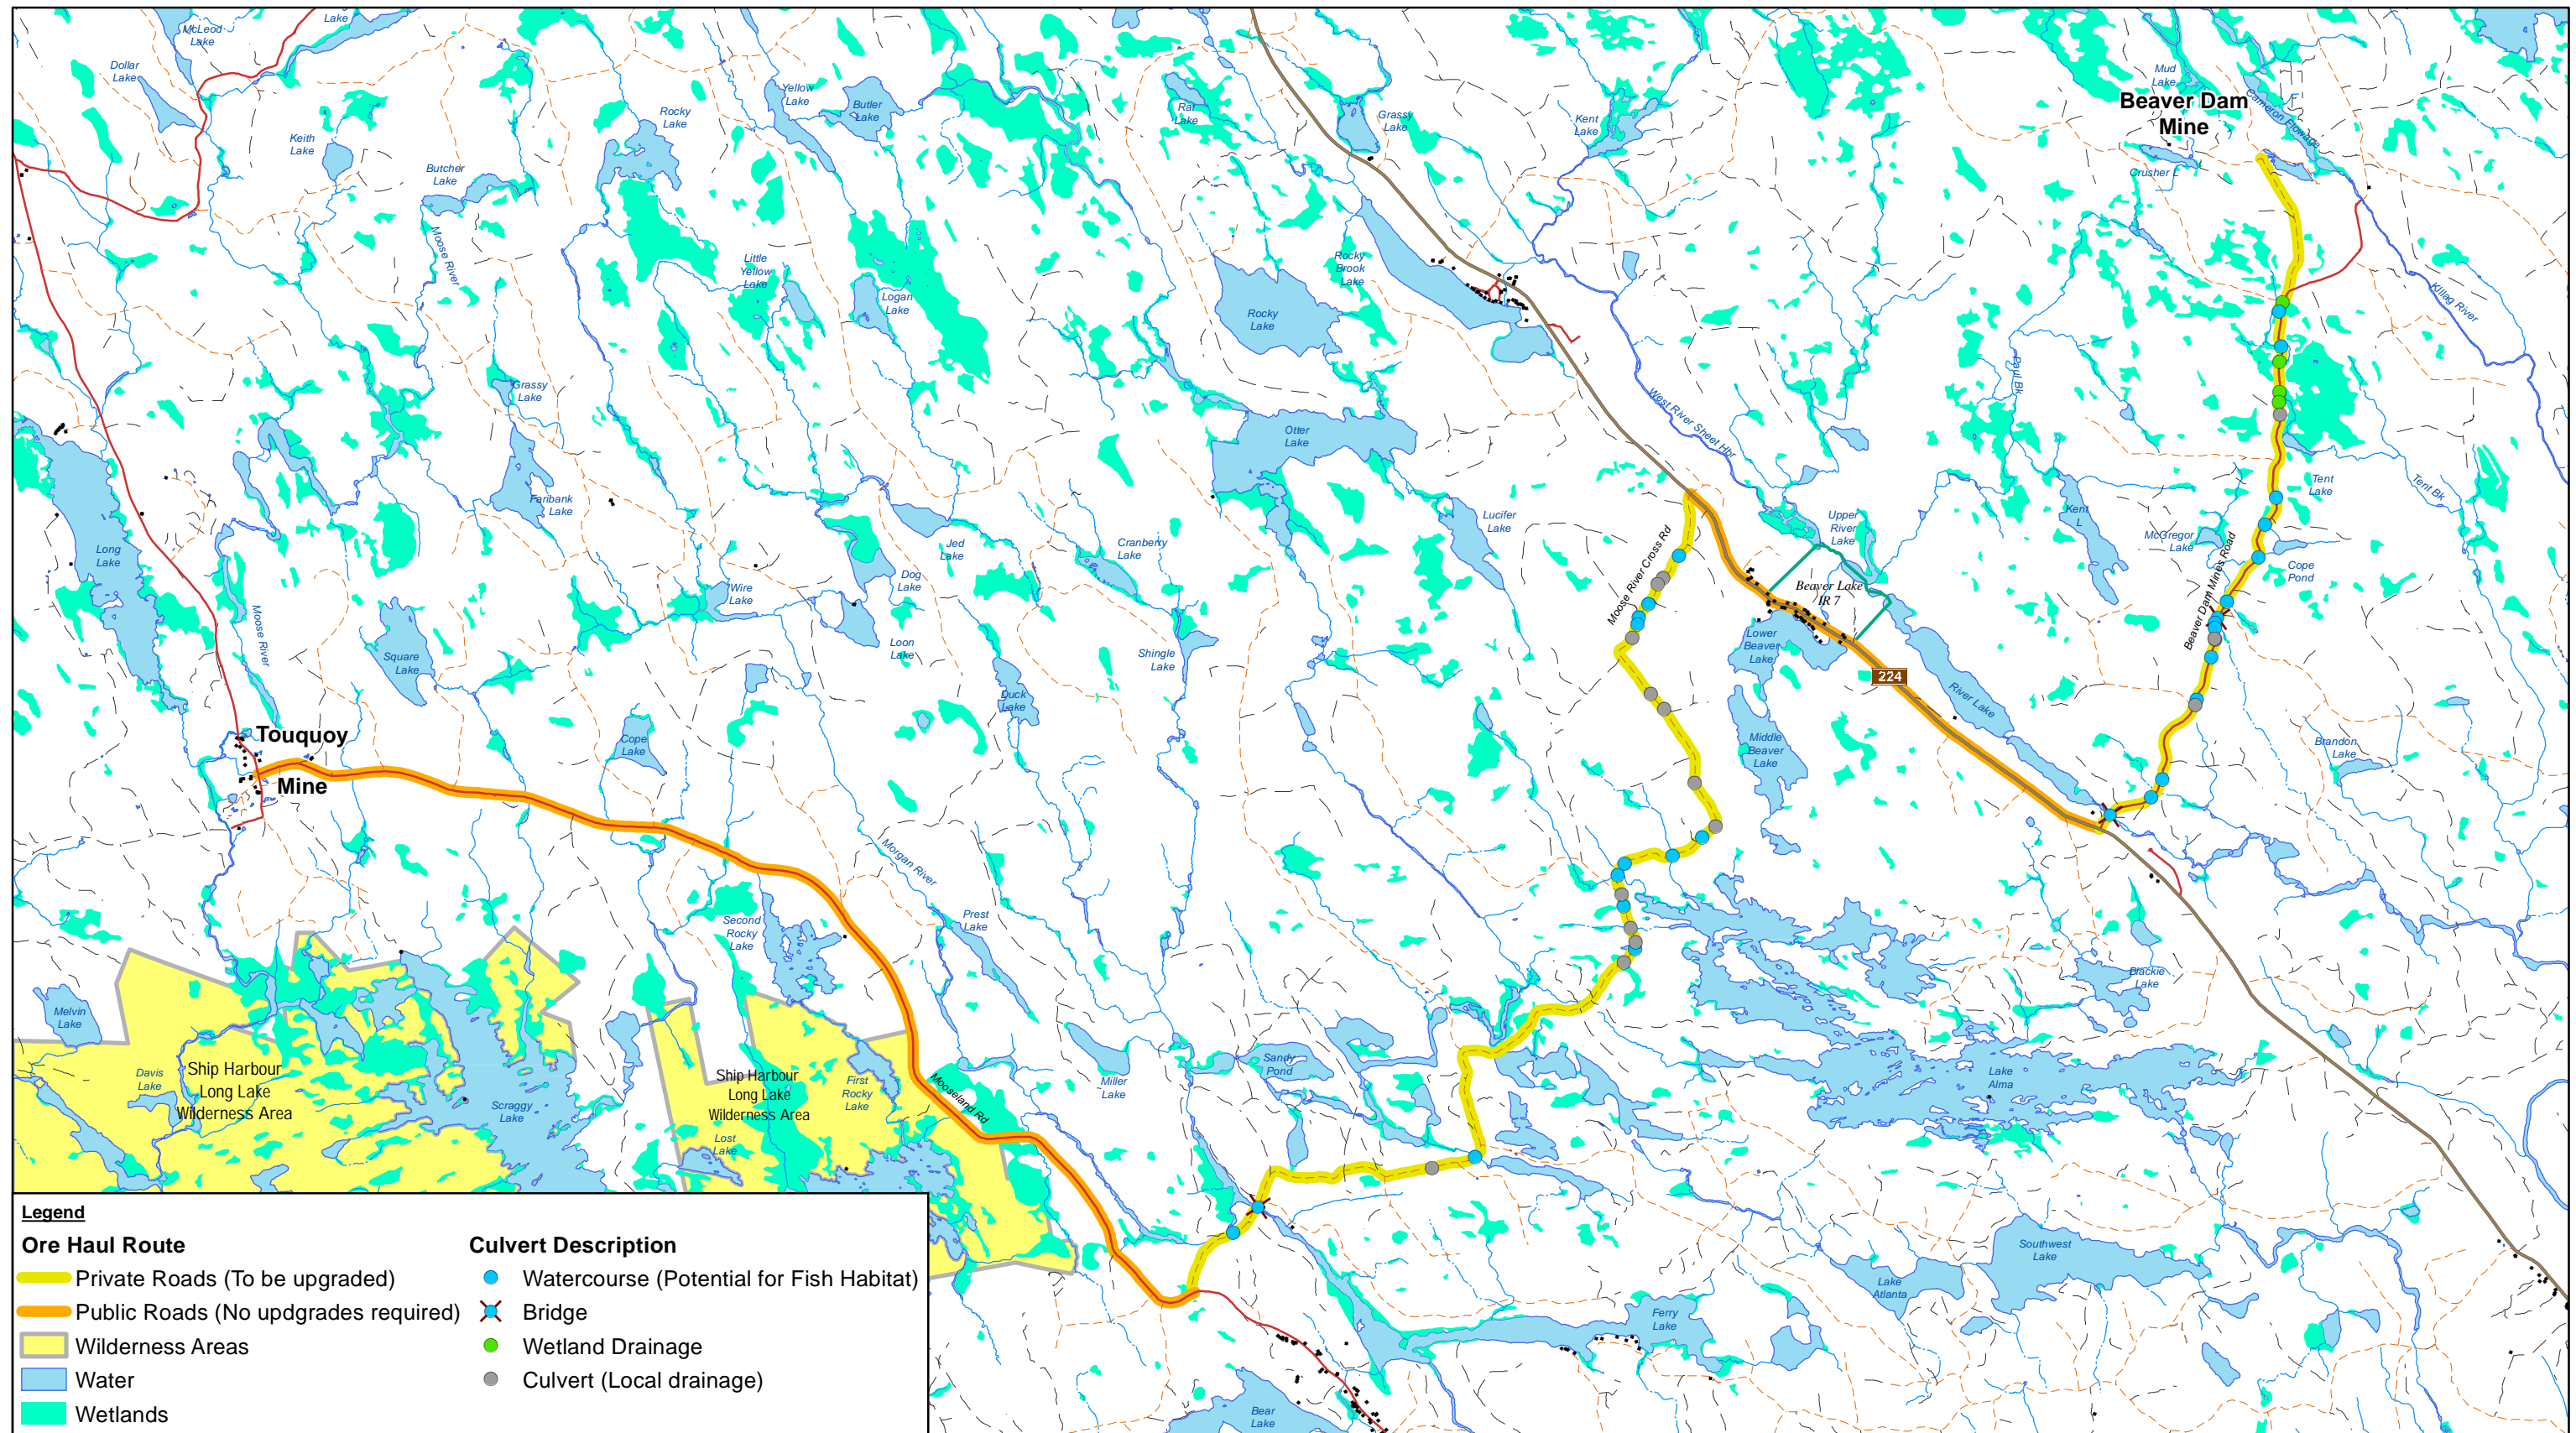 McLeod
Lake
Lake
Dollar
Lake
Keith
Lake
Butcher
Lake
Rocky
Lake
Yellow
Lake
Butler
Lake
Rat
Lake
Grassy
Lake
Kent
Lake
Mud
Lake
Cameron Flowage
Beaver Dam
Mine
Crusher L
Moose River
Little
Yellow
Lake
Logan
Lake
Rocky
Lake
Rocky
Brook
Lake
Killag River
Grassy
Lake
Paul Bk
West River Sheet Hbr
Otter
Lake
Fanbank
Lake
Lucifer
Lake
Tent
Lake
Tent Bk
Kent
L
Upper
River
Lake
McGregor
Lake
Cope
Pond
Long
Lake
Jed
Lake
Cranberry
Lake
Dog
Lake
Wire
Lake
Moose River Cross Rd
Beaver Lake
IR 7
Beaver Dam Mines Road
Moose River
Square
Lake
Loon
Lake
Shingle
Lake
Lower
Beaver
Lake
224
Duck
Lake
River Lake
Touquoy
Mine
Cope
Lake
Middle
Beaver
Lake
Brandon
Lake
Morgan River
Second
Rocky
Lake
Prest
Lake
Blackie
Lake
Melvin
Lake
Davis
Lake
Ship Harbour
Long Lake
Wilderness Area
Scraggy
Lake
Ship Harbour
Long Lake
Wilderness Area
First
Rocky
Lake
Lost
Lake
Mooseland Rd
Miller
Lake
Sandy
Pond
Lake
Alma
Southwest
Lake
Lake
Atlanta
Ferry
Lake
Bear
Lake
Legend
Ore Haul Route
Private Roads (To be upgraded)
Public Roads (No updgrades required)
Wilderness Areas
Water
Wetlands
Culvert Description
Watercourse (Potential for Fish Habitat)
Bridge
Wetland Drainage
Culvert (Local drainage)